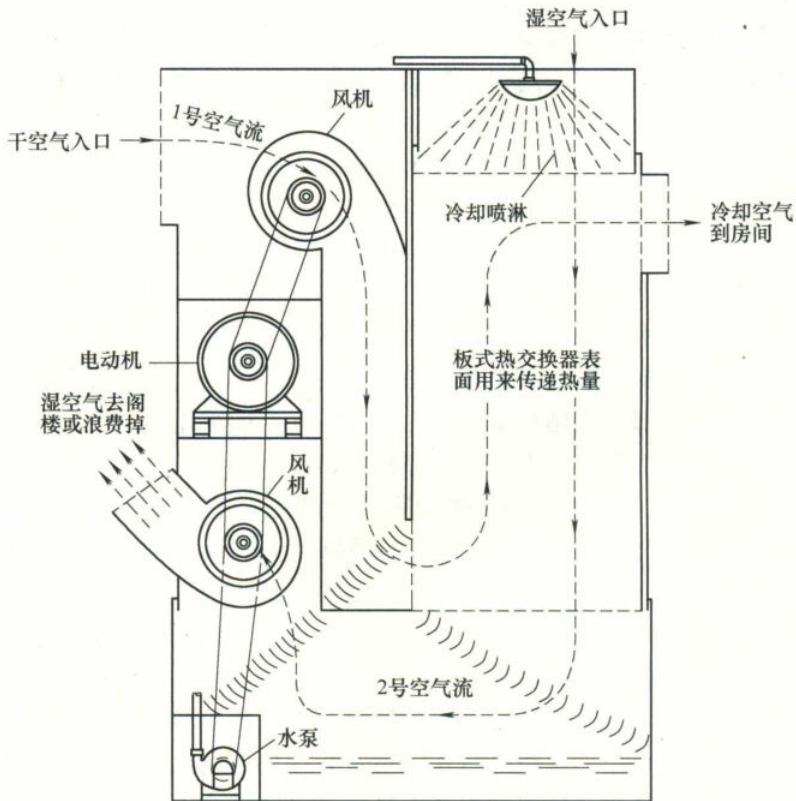 湿空气入口
风机
1号空气流
干空气入口
冷却喷淋
冷却空气
到房间
电动机
板式热交换器表
面用来传递热量
湿空气去阁
楼或浪费掉
风
机
2号空气流
水泵